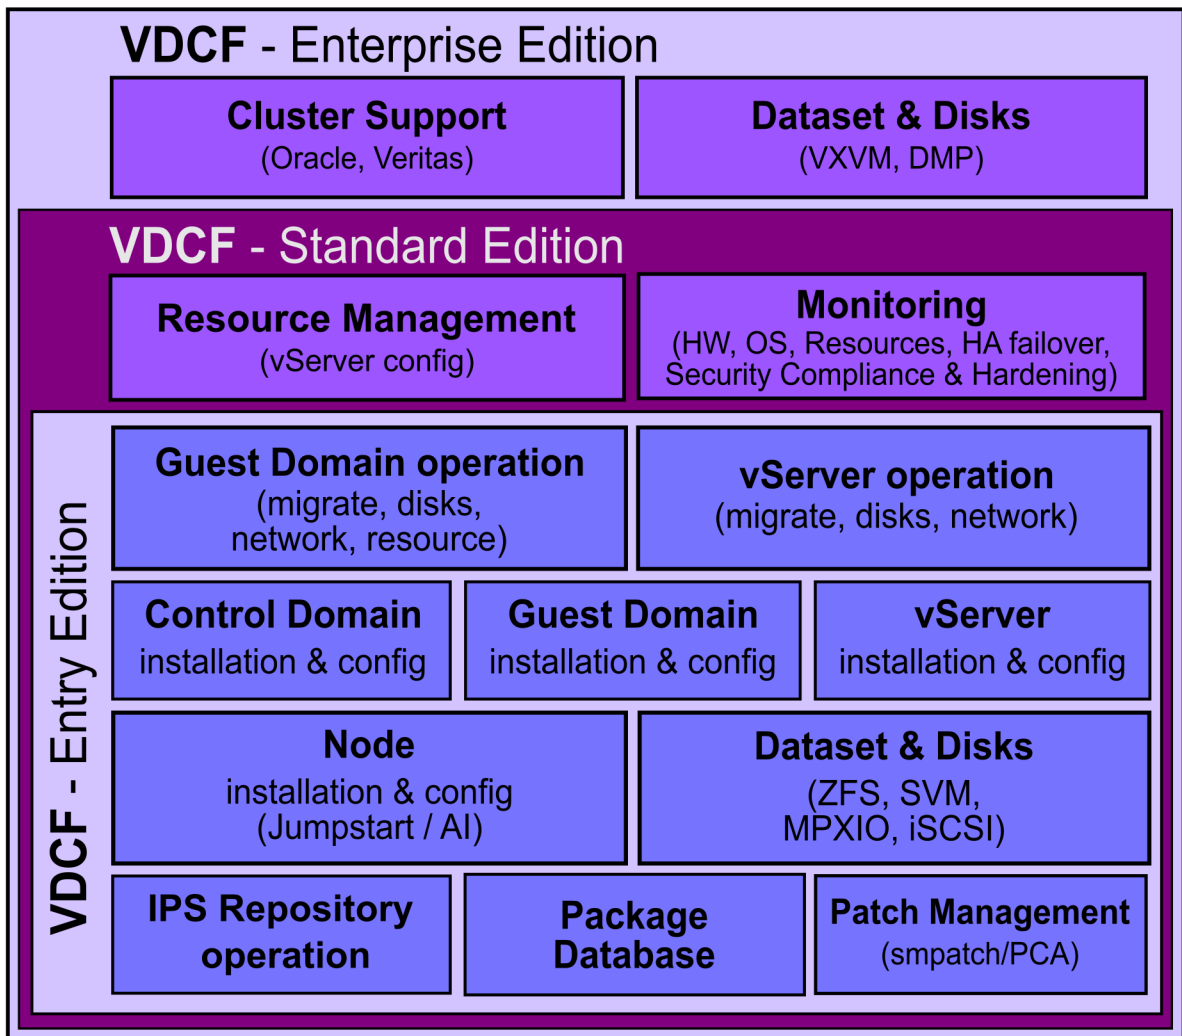 VDCF - Enterprise Edition
Cluster Support
(Oracle, Veritas)
Dataset & Disks
(VXVM, DMP)
VDCF - Standard Edition
Resource Management
(vServer config)
Monitoring
(HW, OS, Resources, HA failover,
Security Compliance & Hardening)
VDCF - Entry Edition
Guest Domain operation
(migrate, disks,
network, resource)
vServer operation
(migrate, disks, network)
Control Domain
installation & config
Guest Domain
installation & config
vServer
installation & config
Node
installation & config
(Jumpstart / AI)
Dataset & Disks
(ZFS, SVM,
MPXIO, iSCSI)
IPS Repository
operation
Package
Database
Patch Management
(smpatch/PCA)